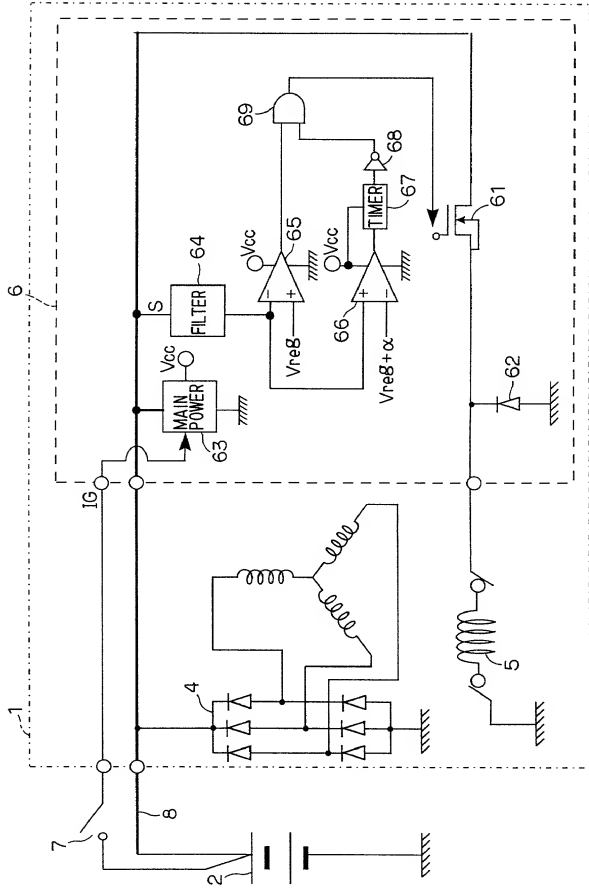 1
6
7
IG
8
2
4
5
MAIN
POWER
63
Vcc
S
FILTER
64
Vcc
65
−
+
Vreg
Vcc
66
+
−
Vreg+α
TIMER
67
68
69
61
62